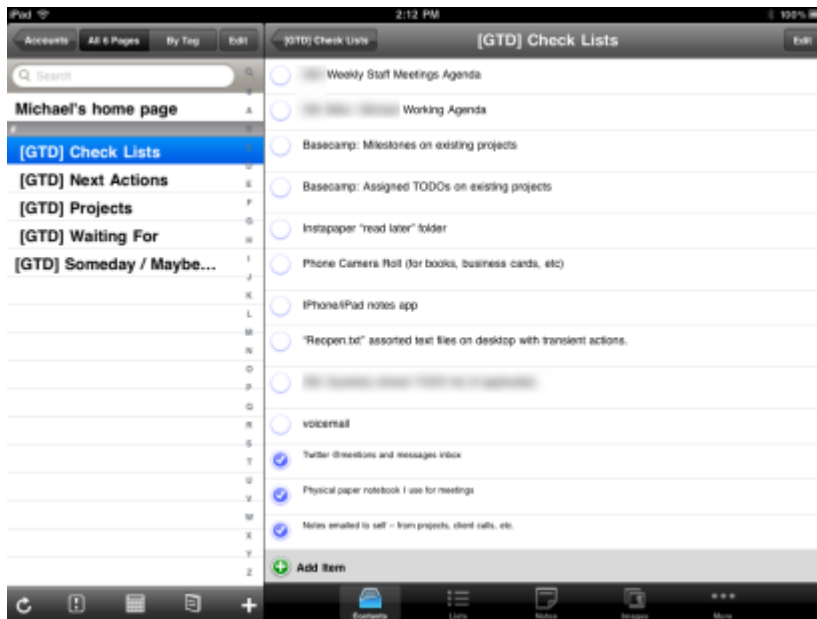 iPad
2:12 PM
100%
Accounts
All 6 Pages
By Tag
Edit
[GTD] Check Lists
[GTD] Check Lists
Edit
Search
Michael's home page
[GTD] Check Lists
[GTD] Next Actions
[GTD] Projects
[GTD] Waiting For
[GTD] Someday / Maybe...
A
E
F
G
H
I
J
K
L
M
N
O
P
Q
R
S
T
U
V
W
X
Y
Z
Weekly Staff Meetings Agenda
Working Agenda
Basecamp: Milestones on existing projects
Basecamp: Assigned TODOs on existing projects
Instapaper "read later" folder
Phone Camera Roll (for books, business cards, etc)
iPhone/iPad notes app
"Reopen.txt" assorted text files on desktop with transient actions.
voicemail
Twitter @mentions and messages inbox
Physical paper notebook I use for meetings
Notes emailed to self – from projects, client calls, etc.
Add Item
Contents
Lists
Notes
Images
More